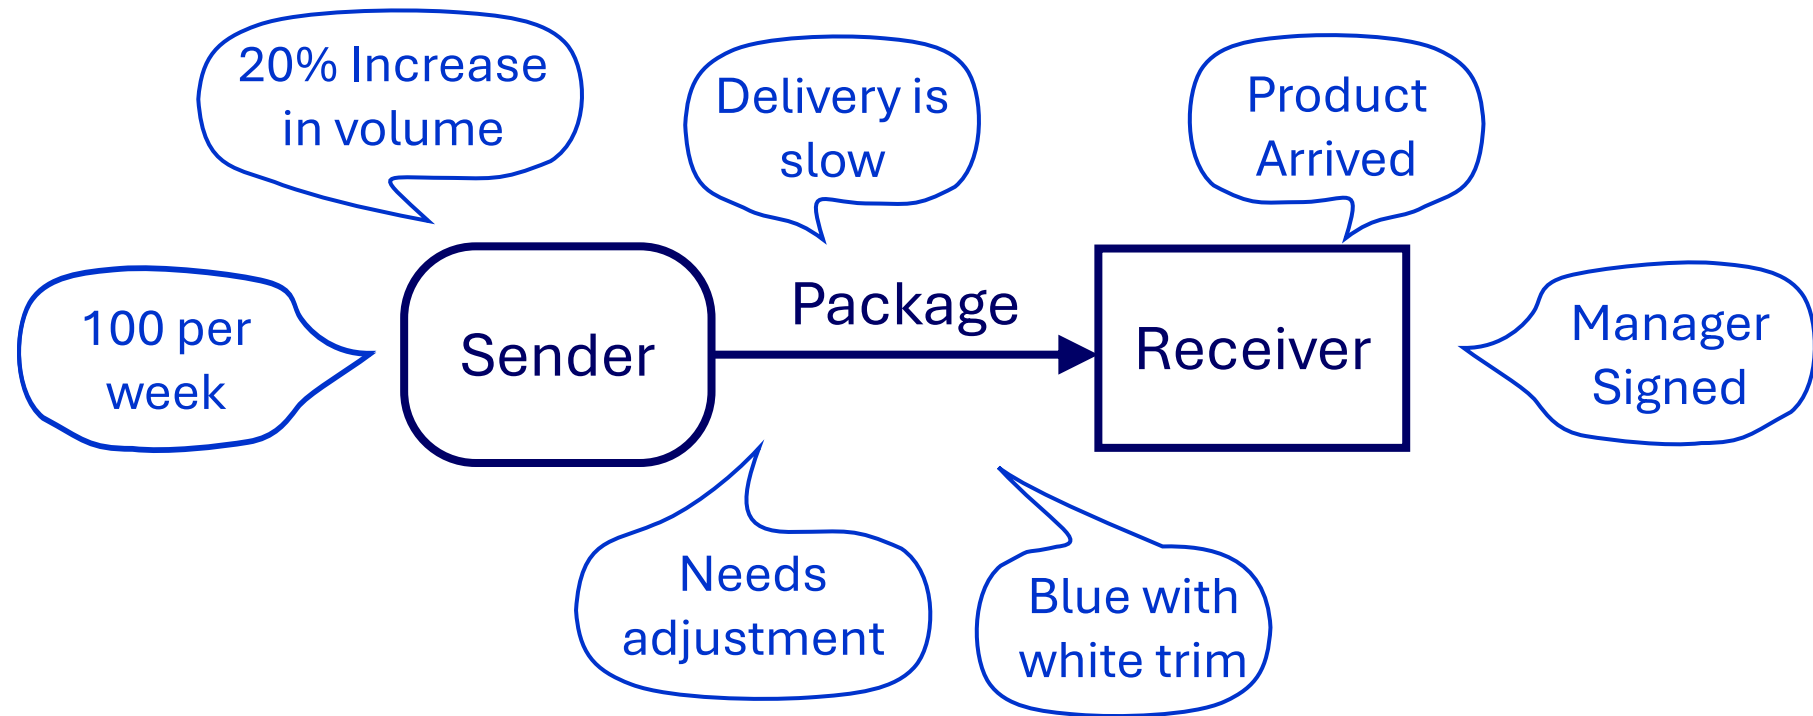 20% Increase
in volume
Delivery is
slow
Product
Arrived
100 per
week
Sender
Package
Receiver
Manager
Signed
Needs
adjustment
Blue with
white trim